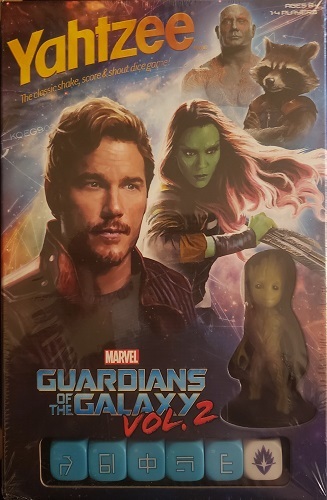 Yahtzee
The classic shake, score & shout dice game!
AGES 8+
1+ PLAYERS
MARVEL
GUARDIANS
OF THE GALAXY
VOL. 2